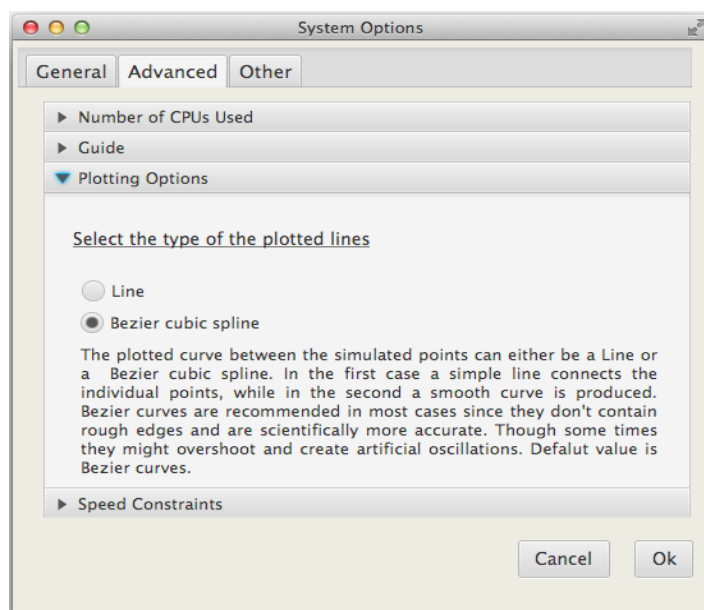 System Options
General Advanced Other
Number of CPUs Used
Guide
Plotting Options
Select the type of the plotted lines
Line
Bezier cubic spline
The plotted curve between the simulated points can either be a Line or
a Bezier cubic spline. In the first case a simple line connects the
individual points, while in the second a smooth curve is produced.
Bezier curves are recommended in most cases since they don't contain
rough edges and are scientifically more accurate. Though some times
they might overshoot and create artificial oscillations. Defalut value is
Bezier curves.
Speed Constraints
Cancel Ok